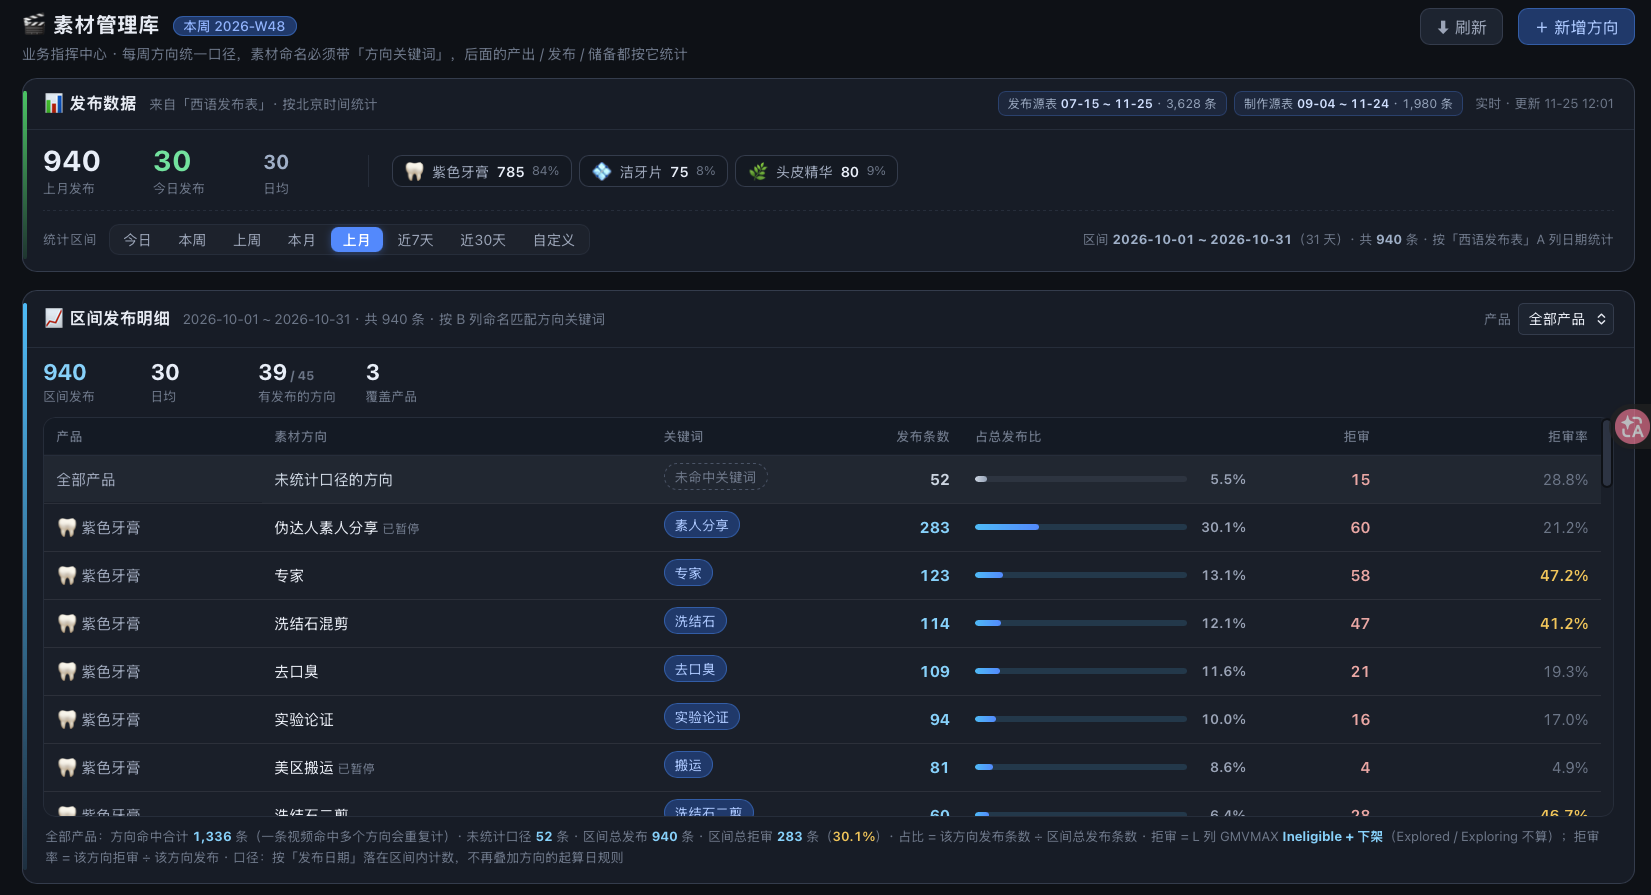 素材管理库 本周 2026-W48 刷新 + 新增方向
业务指挥中心 · 每周方向统一口径，素材命名必须带「方向关键词」，后面的产出 / 发布 / 储备都按它统计
发布数据 来自「西语发布表」· 按北京时间统计 发布源表 07-15 ~ 11-25 · 3,628 条 制作源表 09-04 ~ 11-24 · 1,980 条 实时 · 更新 11-25 12:01
940 30 30 紫色牙膏 785 84% 洁牙片 75 8% 头皮精华 80 9%
上月发布 今日发布 日均
统计区间 今日 本周 上周 本月 上月 近7天 近30天 自定义 区间 2026-10-01 ~ 2026-10-31（31 天）· 共 940 条 · 按「西语发布表」A 列日期统计
区间发布明细 2026-10-01 ~ 2026-10-31 · 共 940 条 · 按 B 列命名匹配方向关键词 产品 全部产品
940 30 39 / 45 3
区间发布 日均 有发布的方向 覆盖产品
产品 素材方向 关键词 发布条数 占总发布比 拒审 拒审率
全部产品 未统计口径的方向 未命中关键词 52 5.5% 15 28.8%
紫色牙膏 伪达人素人分享 已暂停 素人分享 283 30.1% 60 21.2%
紫色牙膏 专家 专家 123 13.1% 58 47.2%
紫色牙膏 洗结石混剪 洗结石 114 12.1% 47 41.2%
紫色牙膏 去口臭 去口臭 109 11.6% 21 19.3%
紫色牙膏 实验论证 实验论证 94 10.0% 16 17.0%
紫色牙膏 美区搬运 已暂停 搬运 81 8.6% 4 4.9%
紫色牙膏 洗结石二剪 洗结石二剪 60 6.4% 28 46.7%
全部产品：方向命中合计 1,336 条（一条视频命中多个方向会重复计）· 未统计口径 52 条 · 区间总发布 940 条 · 区间总拒审 283 条（30.1%）· 占比 = 该方向发布条数 ÷ 区间总发布条数 · 拒审 = L 列 GMVMAX Ineligible + 下架（Explored / Exploring 不算）；拒审
率 = 该方向拒审 ÷ 该方向发布 · 口径：按「发布日期」落在区间内计数，不再叠加方向的起算日规则